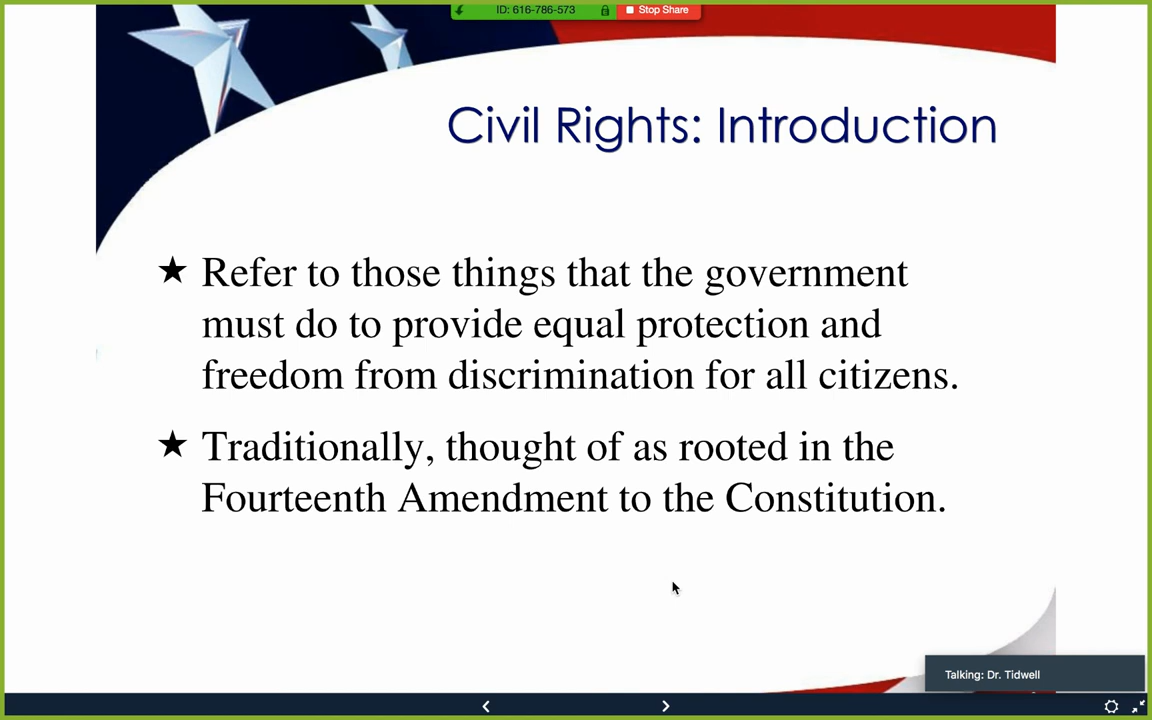 ID: 616-786-573
Stop Share
Civil Rights: Introduction
★ Refer to those things that the government
must do to provide equal protection and
freedom from discrimination for all citizens.
★ Traditionally, thought of as rooted in the
Fourteenth Amendment to the Constitution.
Talking: Dr. Tidwell